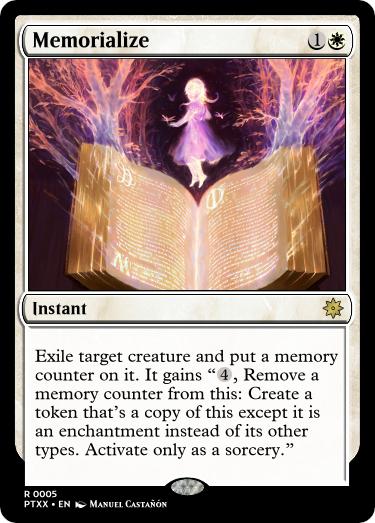 Memorialize 1
Instant
Exile target creature and put a memory
counter on it. It gains “4, Remove a
memory counter from this: Create a
token that's a copy of this except it is
an enchantment instead of its other
types. Activate only as a sorcery.”
R 0005
PTXX • EN Manuel Castañón